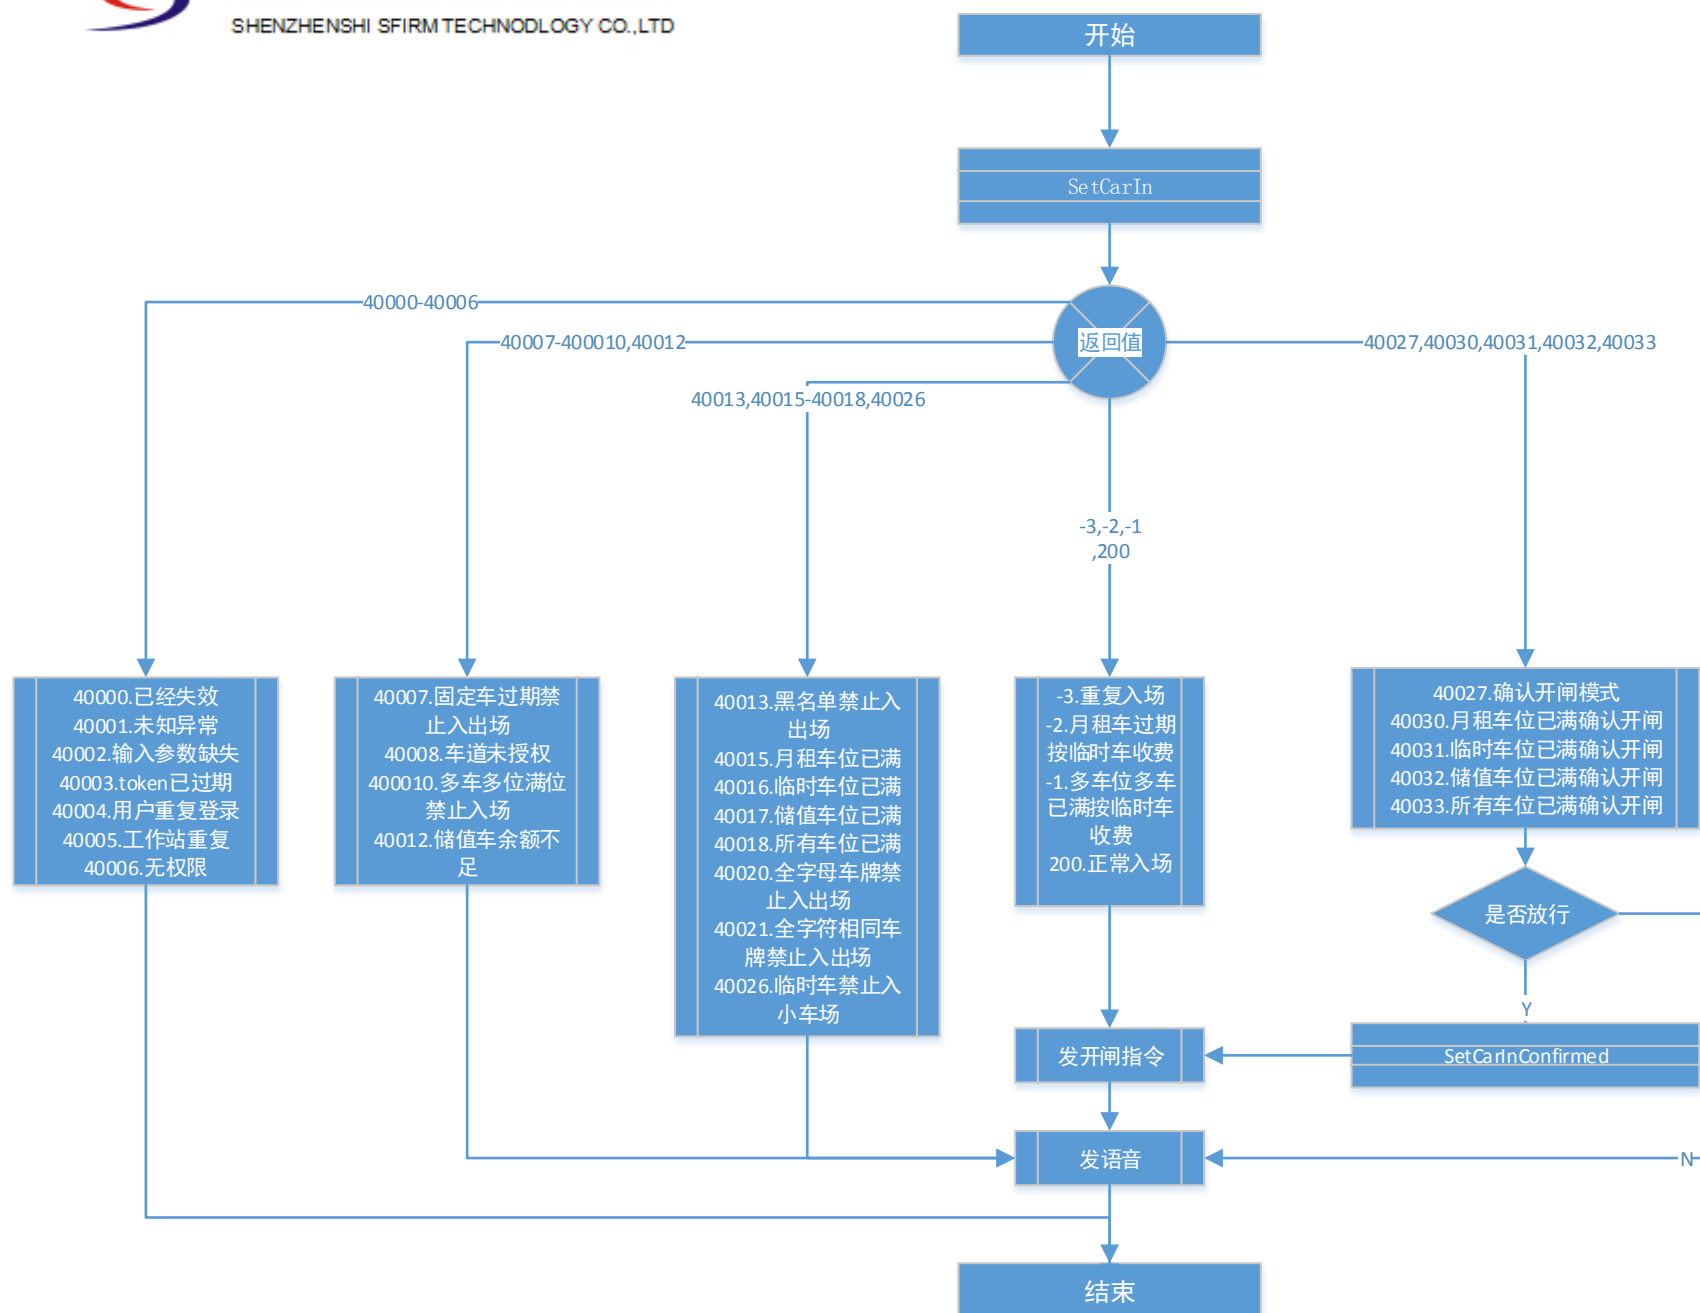 SHENZHENSHI SFIRM TECHNODLOGY CO.,LTD
开始
SetCarIn
返回值
40000-40006
40007-400010,40012
40013,40015-40018,40026
-3,-2,-1
,200
40027,40030,40031,40032,40033
40000.已经失效
40001.未知异常
40002.输入参数缺失
40003.token已过期
40004.用户重复登录
40005.工作站重复
40006.无权限
40007.固定车过期禁
止入出场
40008.车道未授权
400010.多车多位满位
禁止入场
40012.储值车余额不
足
40013.黑名单禁止入
出场
40015.月租车位已满
40016.临时车位已满
40017.储值车位已满
40018.所有车位已满
40020.全字母车牌禁
止入出场
40021.全字符相同车
牌禁止入出场
40026.临时车禁止入
小车场
-3.重复入场
-2.月租车过期
按临时车收费
-1.多车位多车
已满按临时车
收费
200.正常入场
40027.确认开闸模式
40030.月租车位已满确认开闸
40031.临时车位已满确认开闸
40032.储值车位已满确认开闸
40033.所有车位已满确认开闸
是否放行
Y
SetCarInConfirmed
发开闸指令
发语音
N
结束